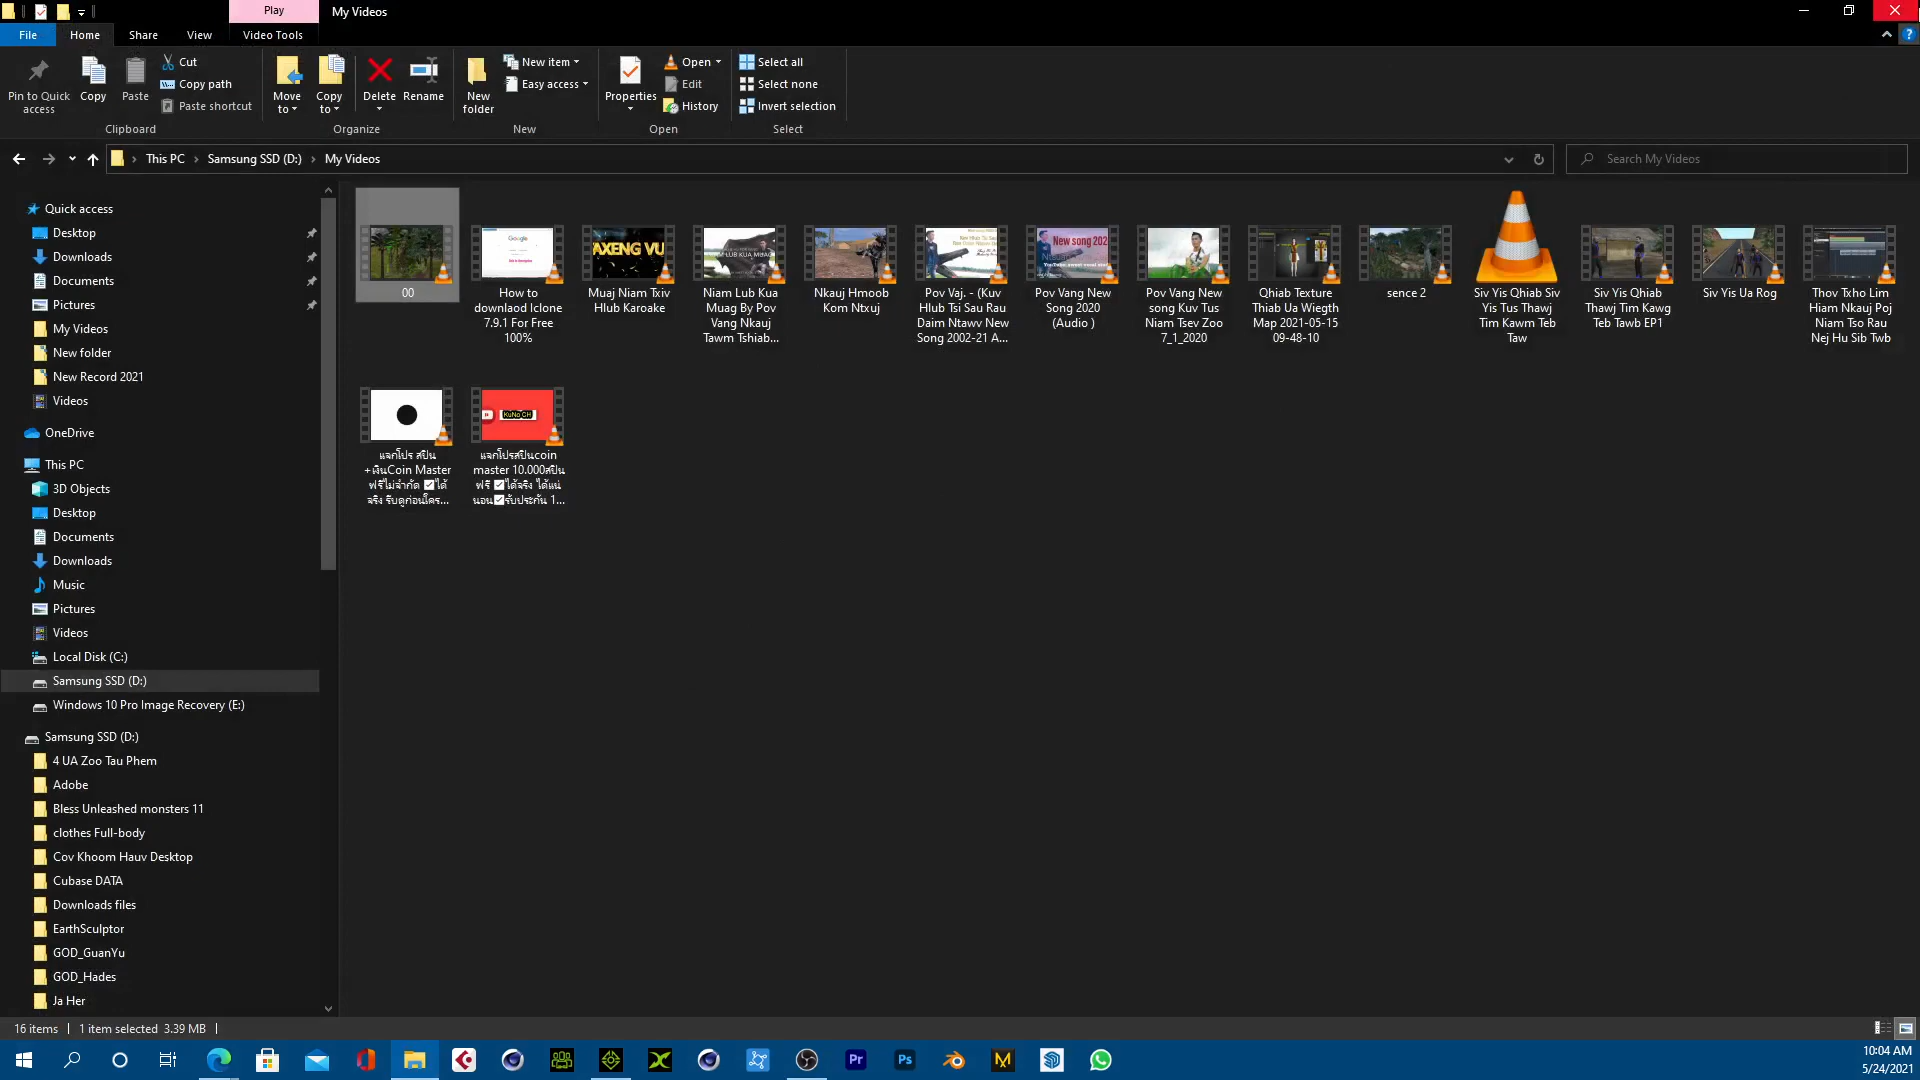 Play
My Videos
File
Home
Share
View
Video Tools
Pin to Quick access
Copy
Paste
Cut
Copy path
Paste shortcut
Clipboard
Move to
Copy to
Delete
Rename
Organize
New folder
New item
Easy access
New
Properties
Open
Edit
History
Open
Select all
Select none
Invert selection
Select
This PC
Samsung SSD (D:)
My Videos
Search My Videos
Quick access
Desktop
Downloads
Documents
Pictures
My Videos
New folder
New Record 2021
Videos
OneDrive
This PC
3D Objects
Desktop
Documents
Downloads
Music
Pictures
Videos
Local Disk (C:)
Samsung SSD (D:)
Windows 10 Pro Image Recovery (E:)
Samsung SSD (D:)
4 UA Zoo Tau Phem
Adobe
Bless Unleashed monsters 11
clothes Full-body
Cov Khoom Hauv Desktop
Cubase DATA
Downloads files
EarthSculptor
GOD_GuanYu
GOD_Hades
Ja Her
00
Google
How to
downlaod Iclone
7.9.1 For Free
100%
AXENG VU
Muaj Niam Txiv
Hlub Karoake
Niam Lub Kua
Muag By Pov
Vang Nkauj
Tawm Tshiab...
Nkauj Hmoob
Kom Ntxuj
Pov Vaj. - (Kuv
Hlub Tsi Sau Rau
Daim Ntawv New
Song 2002-21 A...
New song 202
Pov Vang New
Song 2020
(Audio )
Pov Vang New
song Kuv Tus
Niam Tsev Zoo
7_1_2020
Qhiab Texture
Thiab Ua Wiegth
Map 2021-05-15
09-48-10
sence 2
Siv Yis Qhiab Siv
Yis Tus Thawj
Tim Kawm Teb
Taw
Siv Yis Qhiab
Thawj Tim Kawg
Teb Tawb EP1
Siv Yis Ua Rog
Thov Txho Lim
Hiam Nkauj Poj
Niam Tso Rau
Nej Hu Sib Twb
แจกโปร สปิน
+เงินCoin Master
ฟรีไม่จำกัด ✅ได้
จริง รีบดูก่อนใคร...
KuNo CH
แจกโปรสปินcoin
master 10.000สปิน
ฟรี ✅ได้จริง ได้แน่
นอน✅รับประกัน 1...
16 items
1 item selected 3.39 MB
Pr
Ps
10:04 AM
5/24/2021